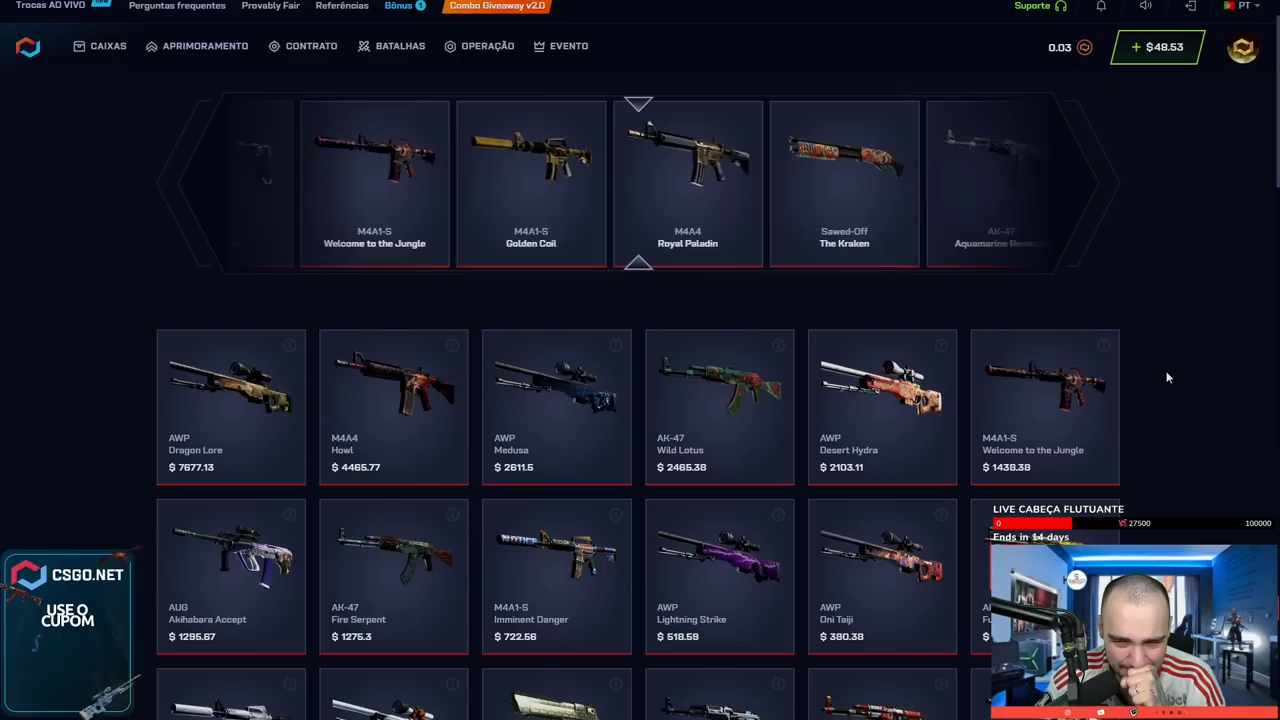 Trocas AO VIVO
Perguntas frequentes
Provably Fair
Referências
Bônus 1
Combo Giveaway v2.0
Suporte
PT
CAIXAS
APRIMORAMENTO
CONTRATO
BATALHAS
OPERAÇÃO
EVENTO
0.03
+ $48.53
M4A1-S
Welcome to the Jungle
M4A1-S
Golden Coil
M4A4
Royal Paladin
Sawed-Off
The Kraken
AK-47
Aquamarine
AWP
Dragon Lore
$ 7677.13
M4A4
Howl
$ 4465.77
AWP
Medusa
$ 2611.5
AK-47
Wild Lotus
$ 2465.38
AWP
Desert Hydra
$ 2103.11
M4A1-S
Welcome to the Jungle
$ 1438.38
AUG
Akihabara Accept
$ 1295.67
AK-47
Fire Serpent
$ 1275.3
M4A1-S
Imminent Danger
$ 722.56
AWP
Lightning Strike
$ 518.59
AWP
Oni Taiji
$ 380.38
LIVE CABEÇA FLUTUANTE
0
27500
100000
Ends in 14 days
CSGO.NET
USE O
CUPOM